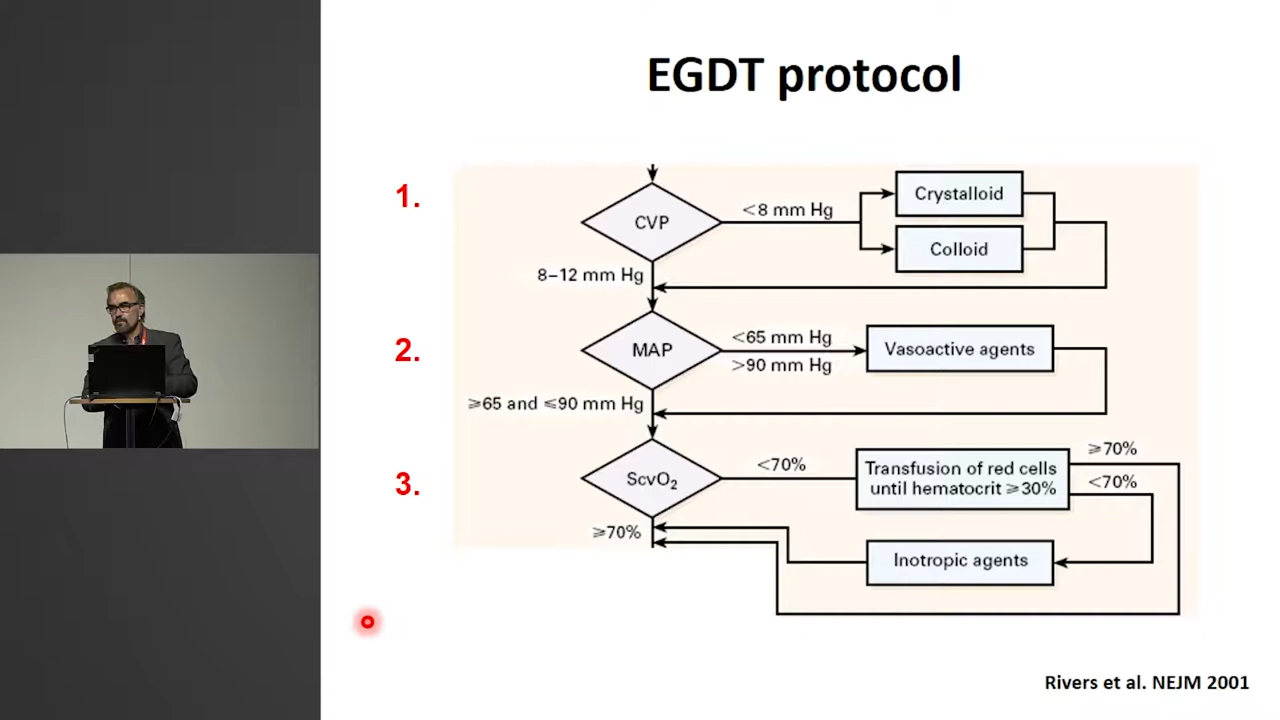 EGDT protocol
1.
CVP
<8 mm Hg
Crystalloid
Colloid
8–12 mm Hg
2.
MAP
<65 mm Hg
>90 mm Hg
Vasoactive agents
≥65 and ≤90 mm Hg
3.
ScvO₂
<70%
Transfusion of red cells
until hematocrit ≥30%
≥70%
<70%
≥70%
Inotropic agents
Rivers et al. NEJM 2001